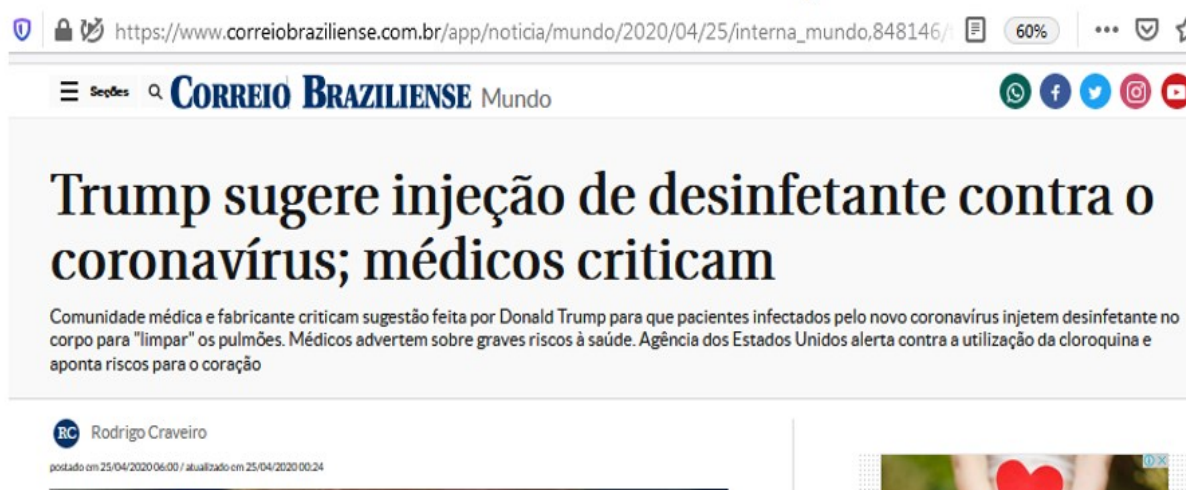 https://www.correiobraziliense.com.br/app/noticia/mundo/2020/04/25/interna_mundo,848146/
60%
Seções CORREIO BRAZILIENSE Mundo
Trump sugere injeção de desinfetante contra o
coronavírus; médicos criticam
Comunidade médica e fabricante criticam sugestão feita por Donald Trump para que pacientes infectados pelo novo coronavírus injetem desinfetante no
corpo para "limpar" os pulmões. Médicos advertem sobre graves riscos à saúde. Agência dos Estados Unidos alerta contra a utilização da cloroquina e
aponta riscos para o coração
RC Rodrigo Craveiro
postado em 25/04/2020 06:00 / atualizado em 25/04/2020 00:24